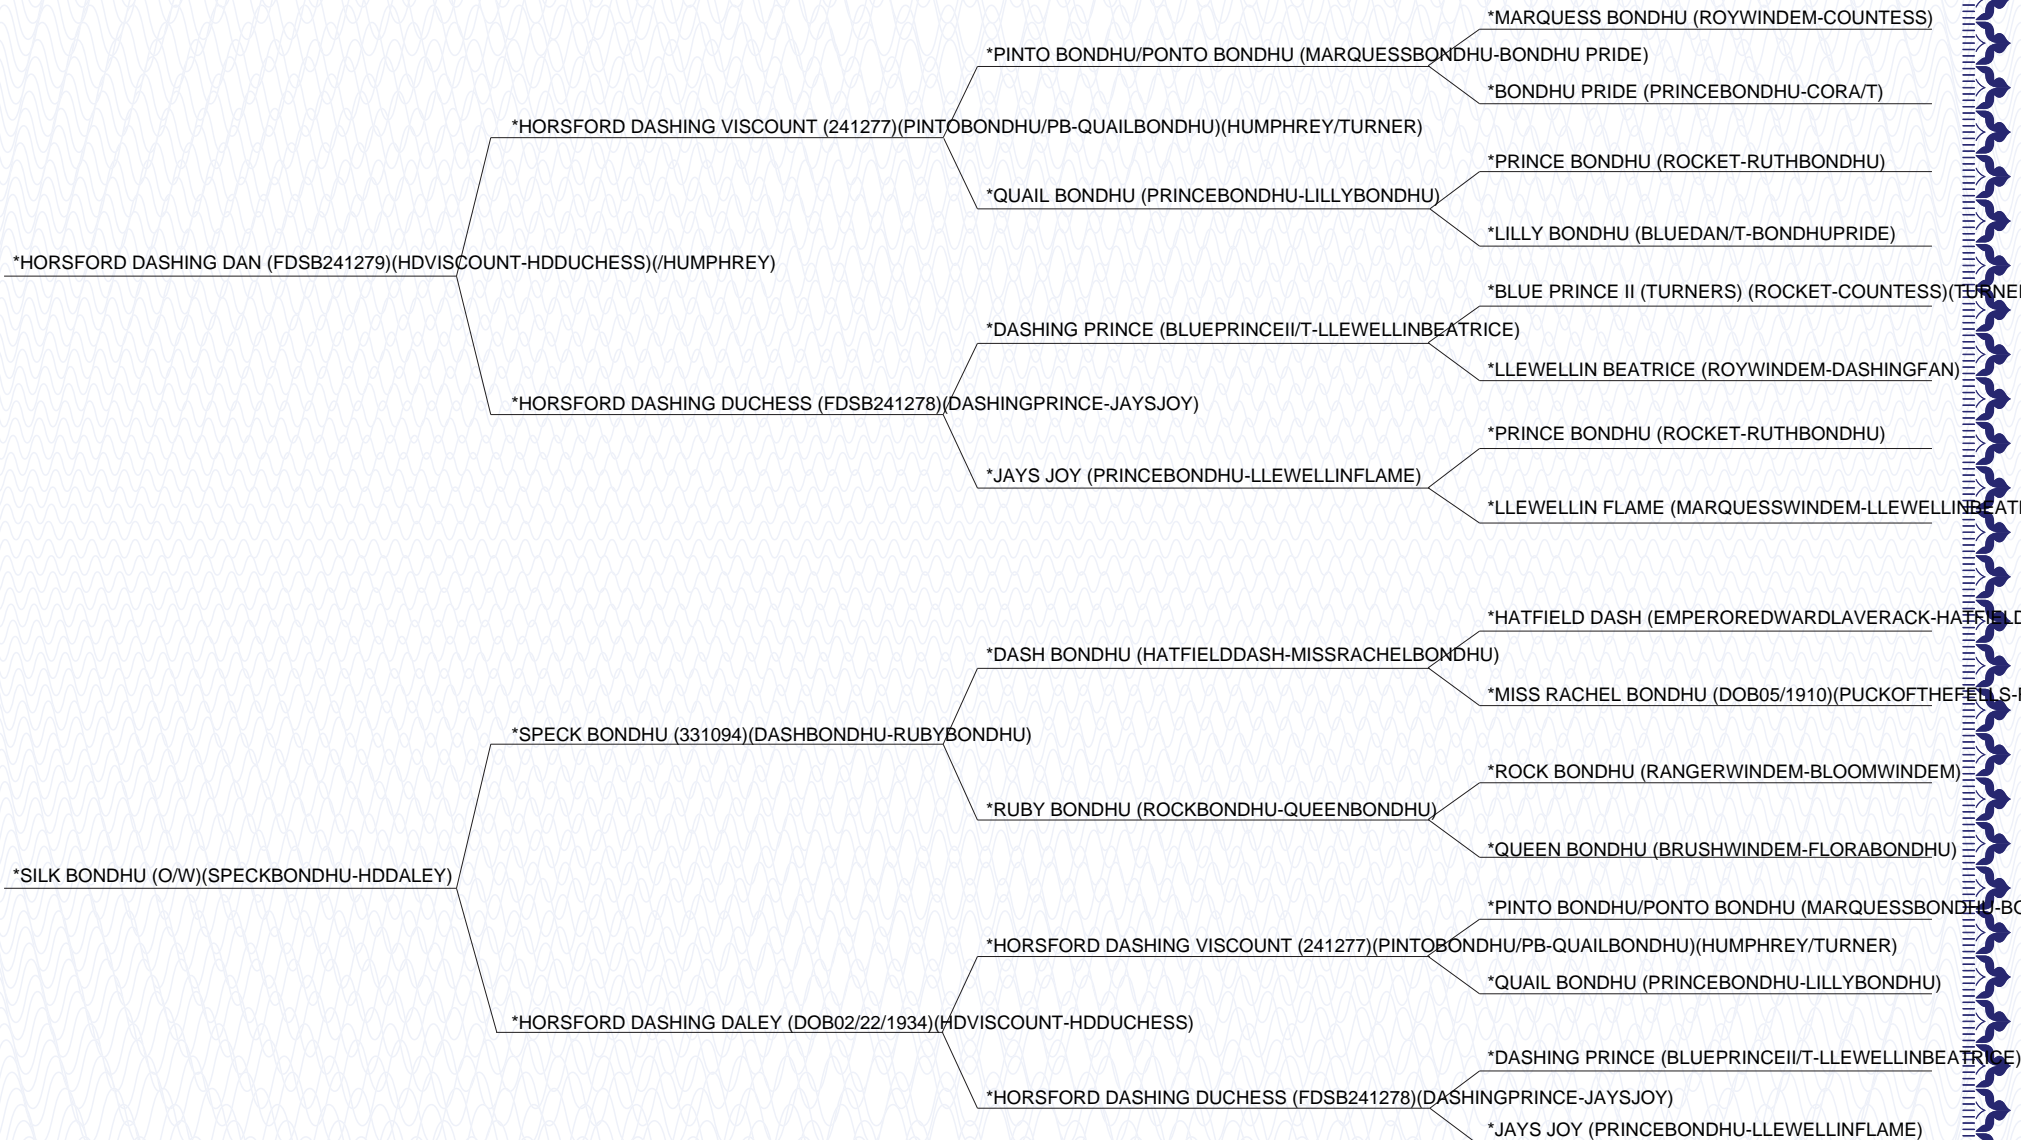 *MARQUESS BONDHU (ROYWINDEM-COUNTESS)
*PINTO BONDHU/PONTO BONDHU (MARQUESSBONDHU-BONDHU PRIDE)
*BONDHU PRIDE (PRINCEBONDHU-CORA/T)
*HORSFORD DASHING VISCOUNT (241277)(PINTOBONDHU/PB-QUAILBONDHU)(HUMPHREY/TURNER)
*PRINCE BONDHU (ROCKET-RUTHBONDHU)
*QUAIL BONDHU (PRINCEBONDHU-LILLYBONDHU)
*LILLY BONDHU (BLUEDAN/T-BONDHUPRIDE)
*HORSFORD DASHING DAN (FDSB241279)(HDVISCOUNT-HDDUCHESS)(/HUMPHREY)
*BLUE PRINCE II (TURNERS) (ROCKET-COUNTESS)
*DASHING PRINCE (BLUEPRINCEII/T-LLEWELLINBEATRICE)
*LLEWELLIN BEATRICE (ROYWINDEM-DASHINGFAN)
*HORSFORD DASHING DUCHESS (FDSB241278)(DASHINGPRINCE-JAYSJOY)
*PRINCE BONDHU (ROCKET-RUTHBONDHU)
*JAYS JOY (PRINCEBONDHU-LLEWELLINFLAME)
*LLEWELLIN FLAME (MARQUESSWINDEM-
*HATFIELD DASH (EMPEROREDWARDLAVERACK-
*DASH BONDHU (HATFIELDDASH-MISSRACHELBONDHU)
*MISS RACHEL BONDHU (DOB05/1910)(PUCKOFTHEFELLS-
*SPECK BONDHU (331094)(DASHBONDHU-RUBYBONDHU)
*ROCK BONDHU (RANGERWINDEM-BLOOMWINDEM)
*RUBY BONDHU (ROCKBONDHU-QUEENBONDHU)
*QUEEN BONDHU (BRUSHWINDEM-FLORABONDHU)
*SILK BONDHU (O/W)(SPECKBONDHU-HDDALEY)
*PINTO BONDHU/PONTO BONDHU (MARQUESSBONDHU-
*HORSFORD DASHING VISCOUNT (241277)(PINTOBONDHU/PB-QUAILBONDHU)(HUMPHREY/TURNER)
*QUAIL BONDHU (PRINCEBONDHU-LILLYBONDHU)
*HORSFORD DASHING DALEY (DOB02/22/1934)(HDVISCOUNT-HDDUCHESS)
*DASHING PRINCE (BLUEPRINCEII/T-LLEWELLINBEATRICE)
*HORSFORD DASHING DUCHESS (FDSB241278)(DASHINGPRINCE-JAYSJOY)
*JAYS JOY (PRINCEBONDHU-LLEWELLINFLAME)